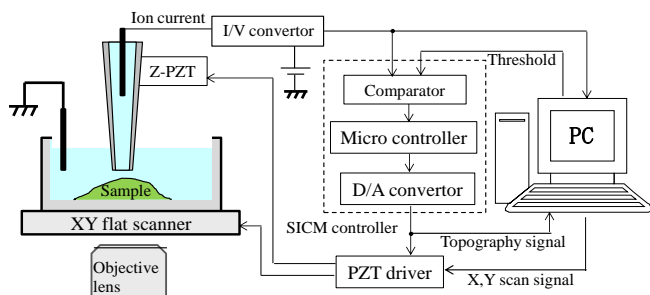 Ion current
I/V convertor
Z-PZT
Threshold
Comparator
Micro controller
PC
D/A convertor
Sample
XY flat scanner
SICM controller
Topography signal
Objective
lens
PZT driver
X,Y scan signal